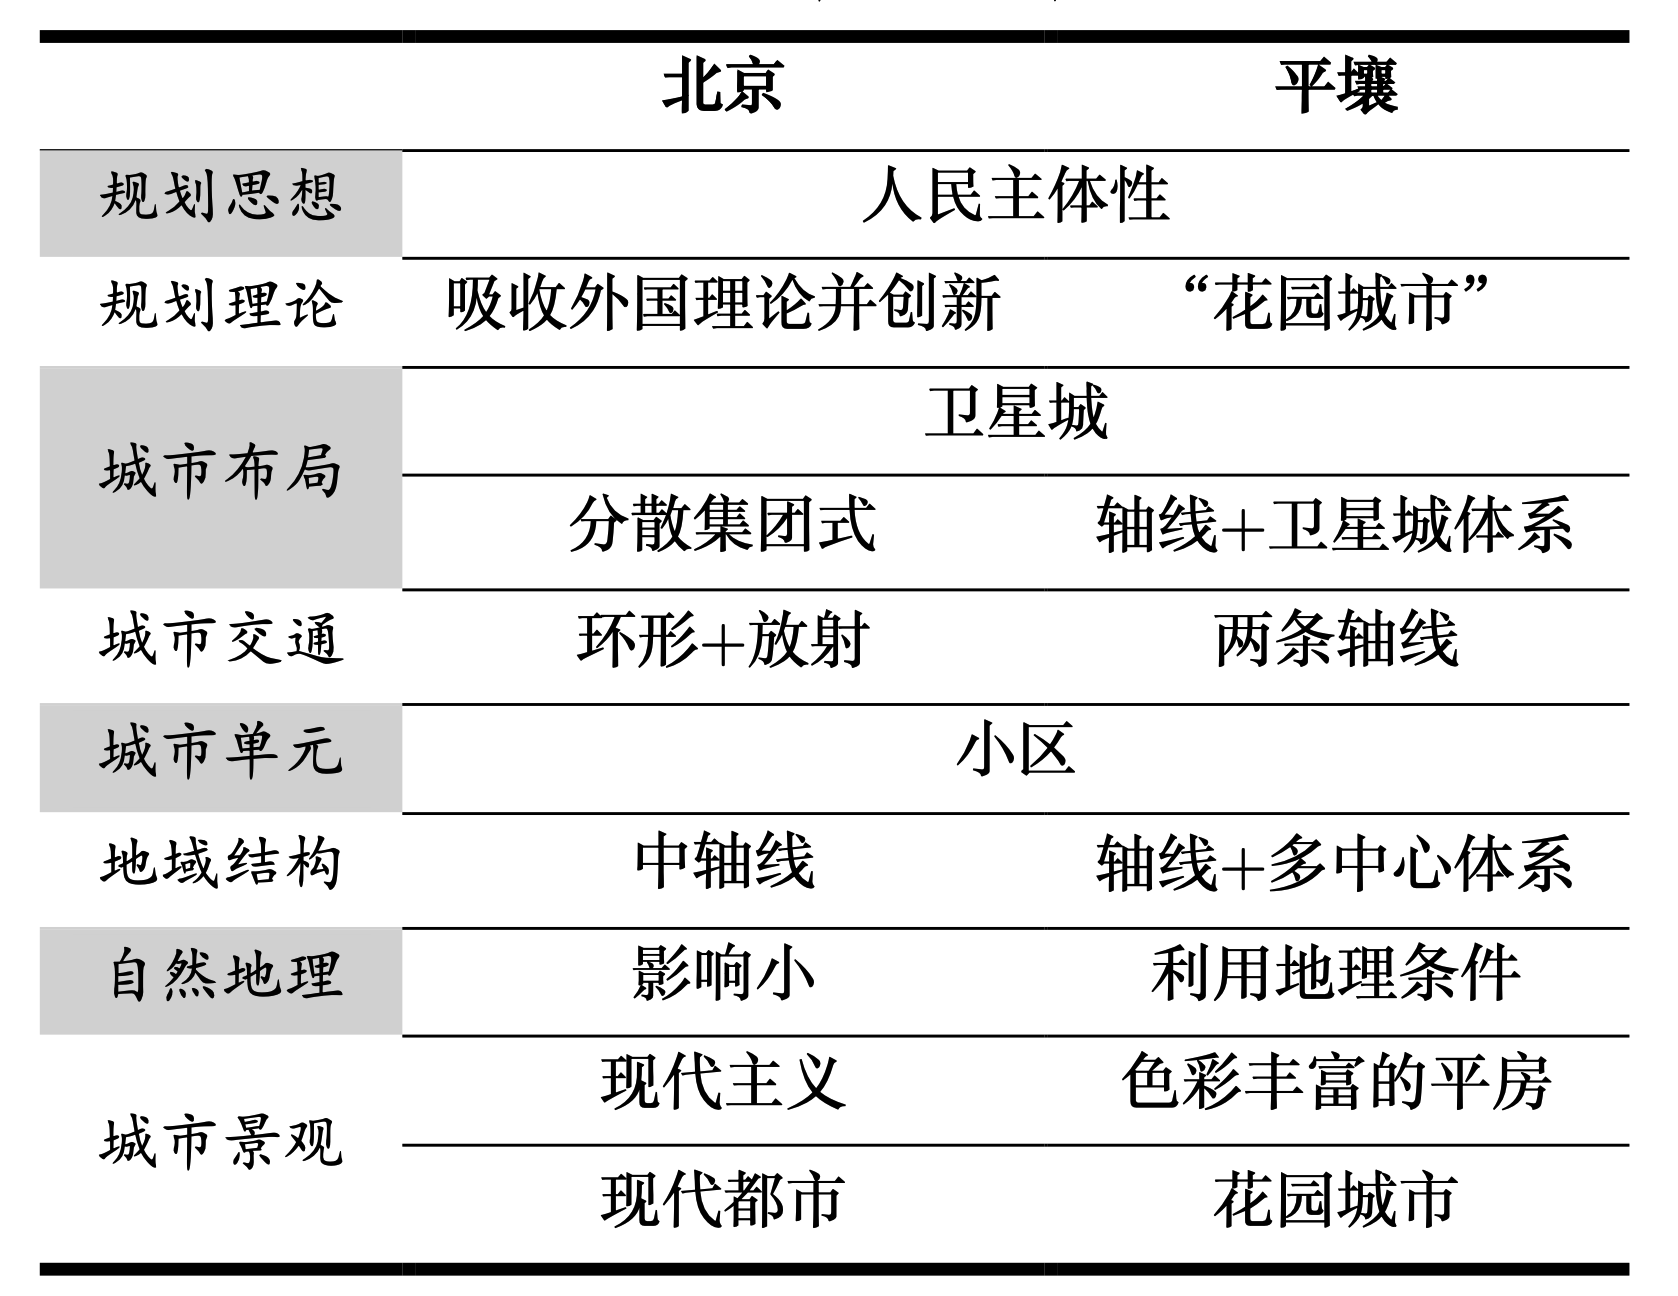 北京 平壤
规划思想 人民主体性
规划理论 吸收外国理论并创新 “花园城市”
卫星城
城市布局
分散集团式 轴线+卫星城体系
城市交通 环形+放射 两条轴线
城市单元 小区
地域结构 中轴线 轴线+多中心体系
自然地理 影响小 利用地理条件
现代主义 色彩丰富的平房
城市景观
现代都市 花园城市